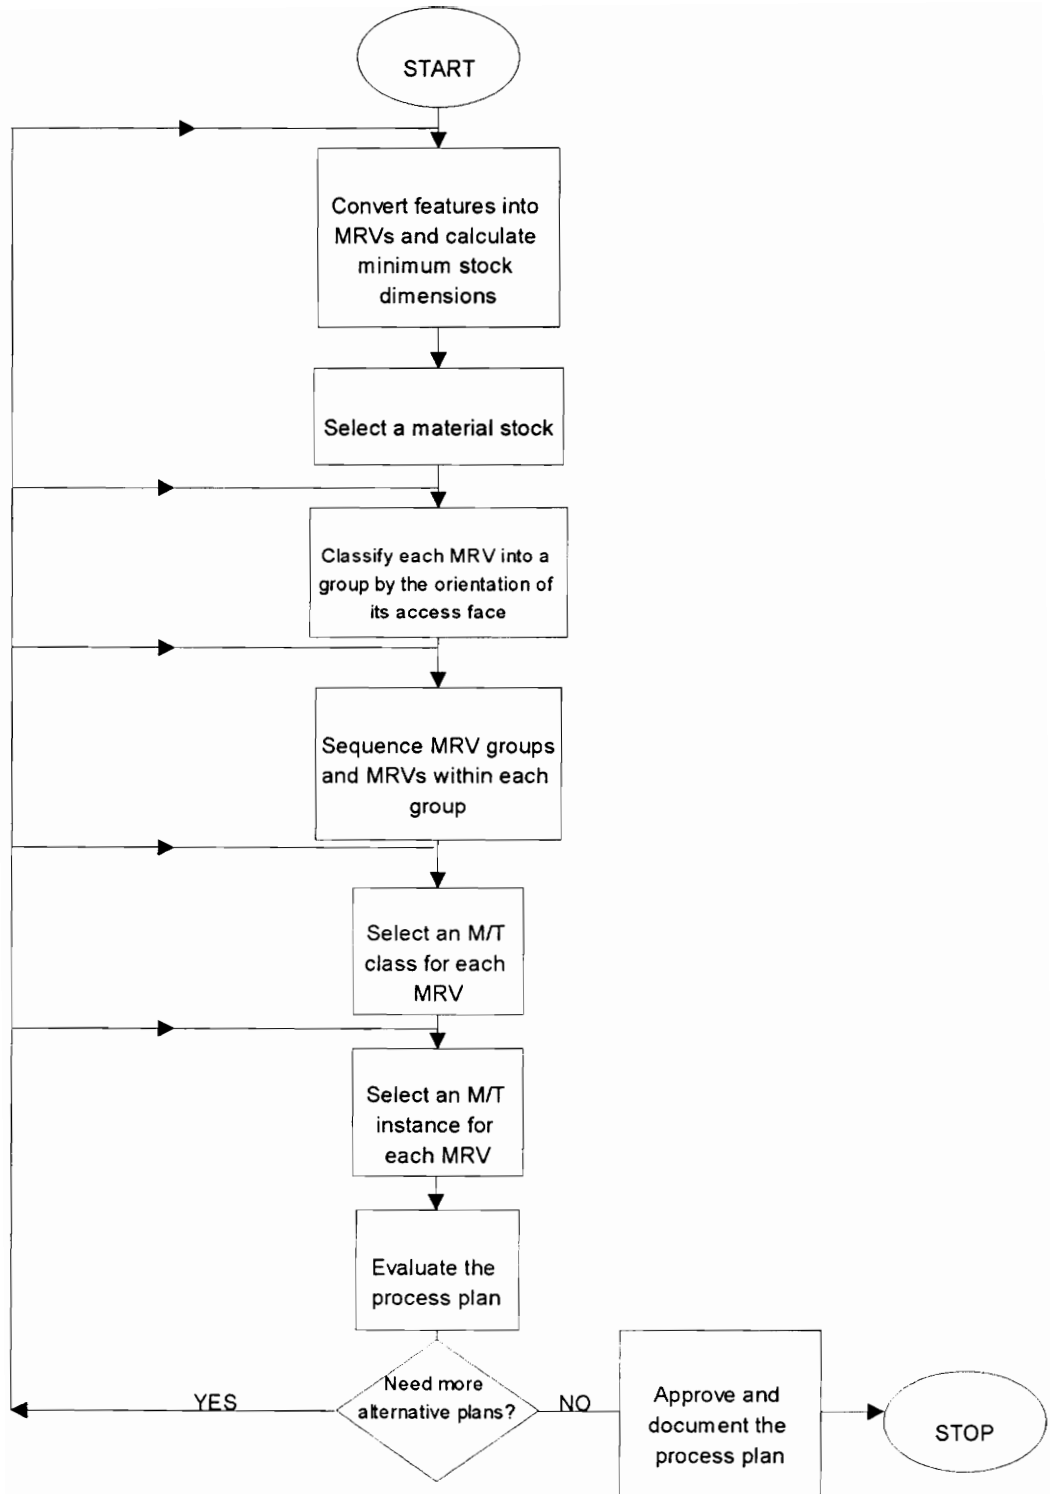 START
Convert features into
MRVs and calculate
minimum stock
dimensions
Select a material stock
Classify each MRV into a
group by the orientation of
its access face
Sequence MRV groups
and MRVs within each
group
Select an M/T
class for each
MRV
Select an M/T
instance for
each MRV
Evaluate the
process plan
Need more
alternative plans?
YES
NO
Approve and
document the
process plan
STOP